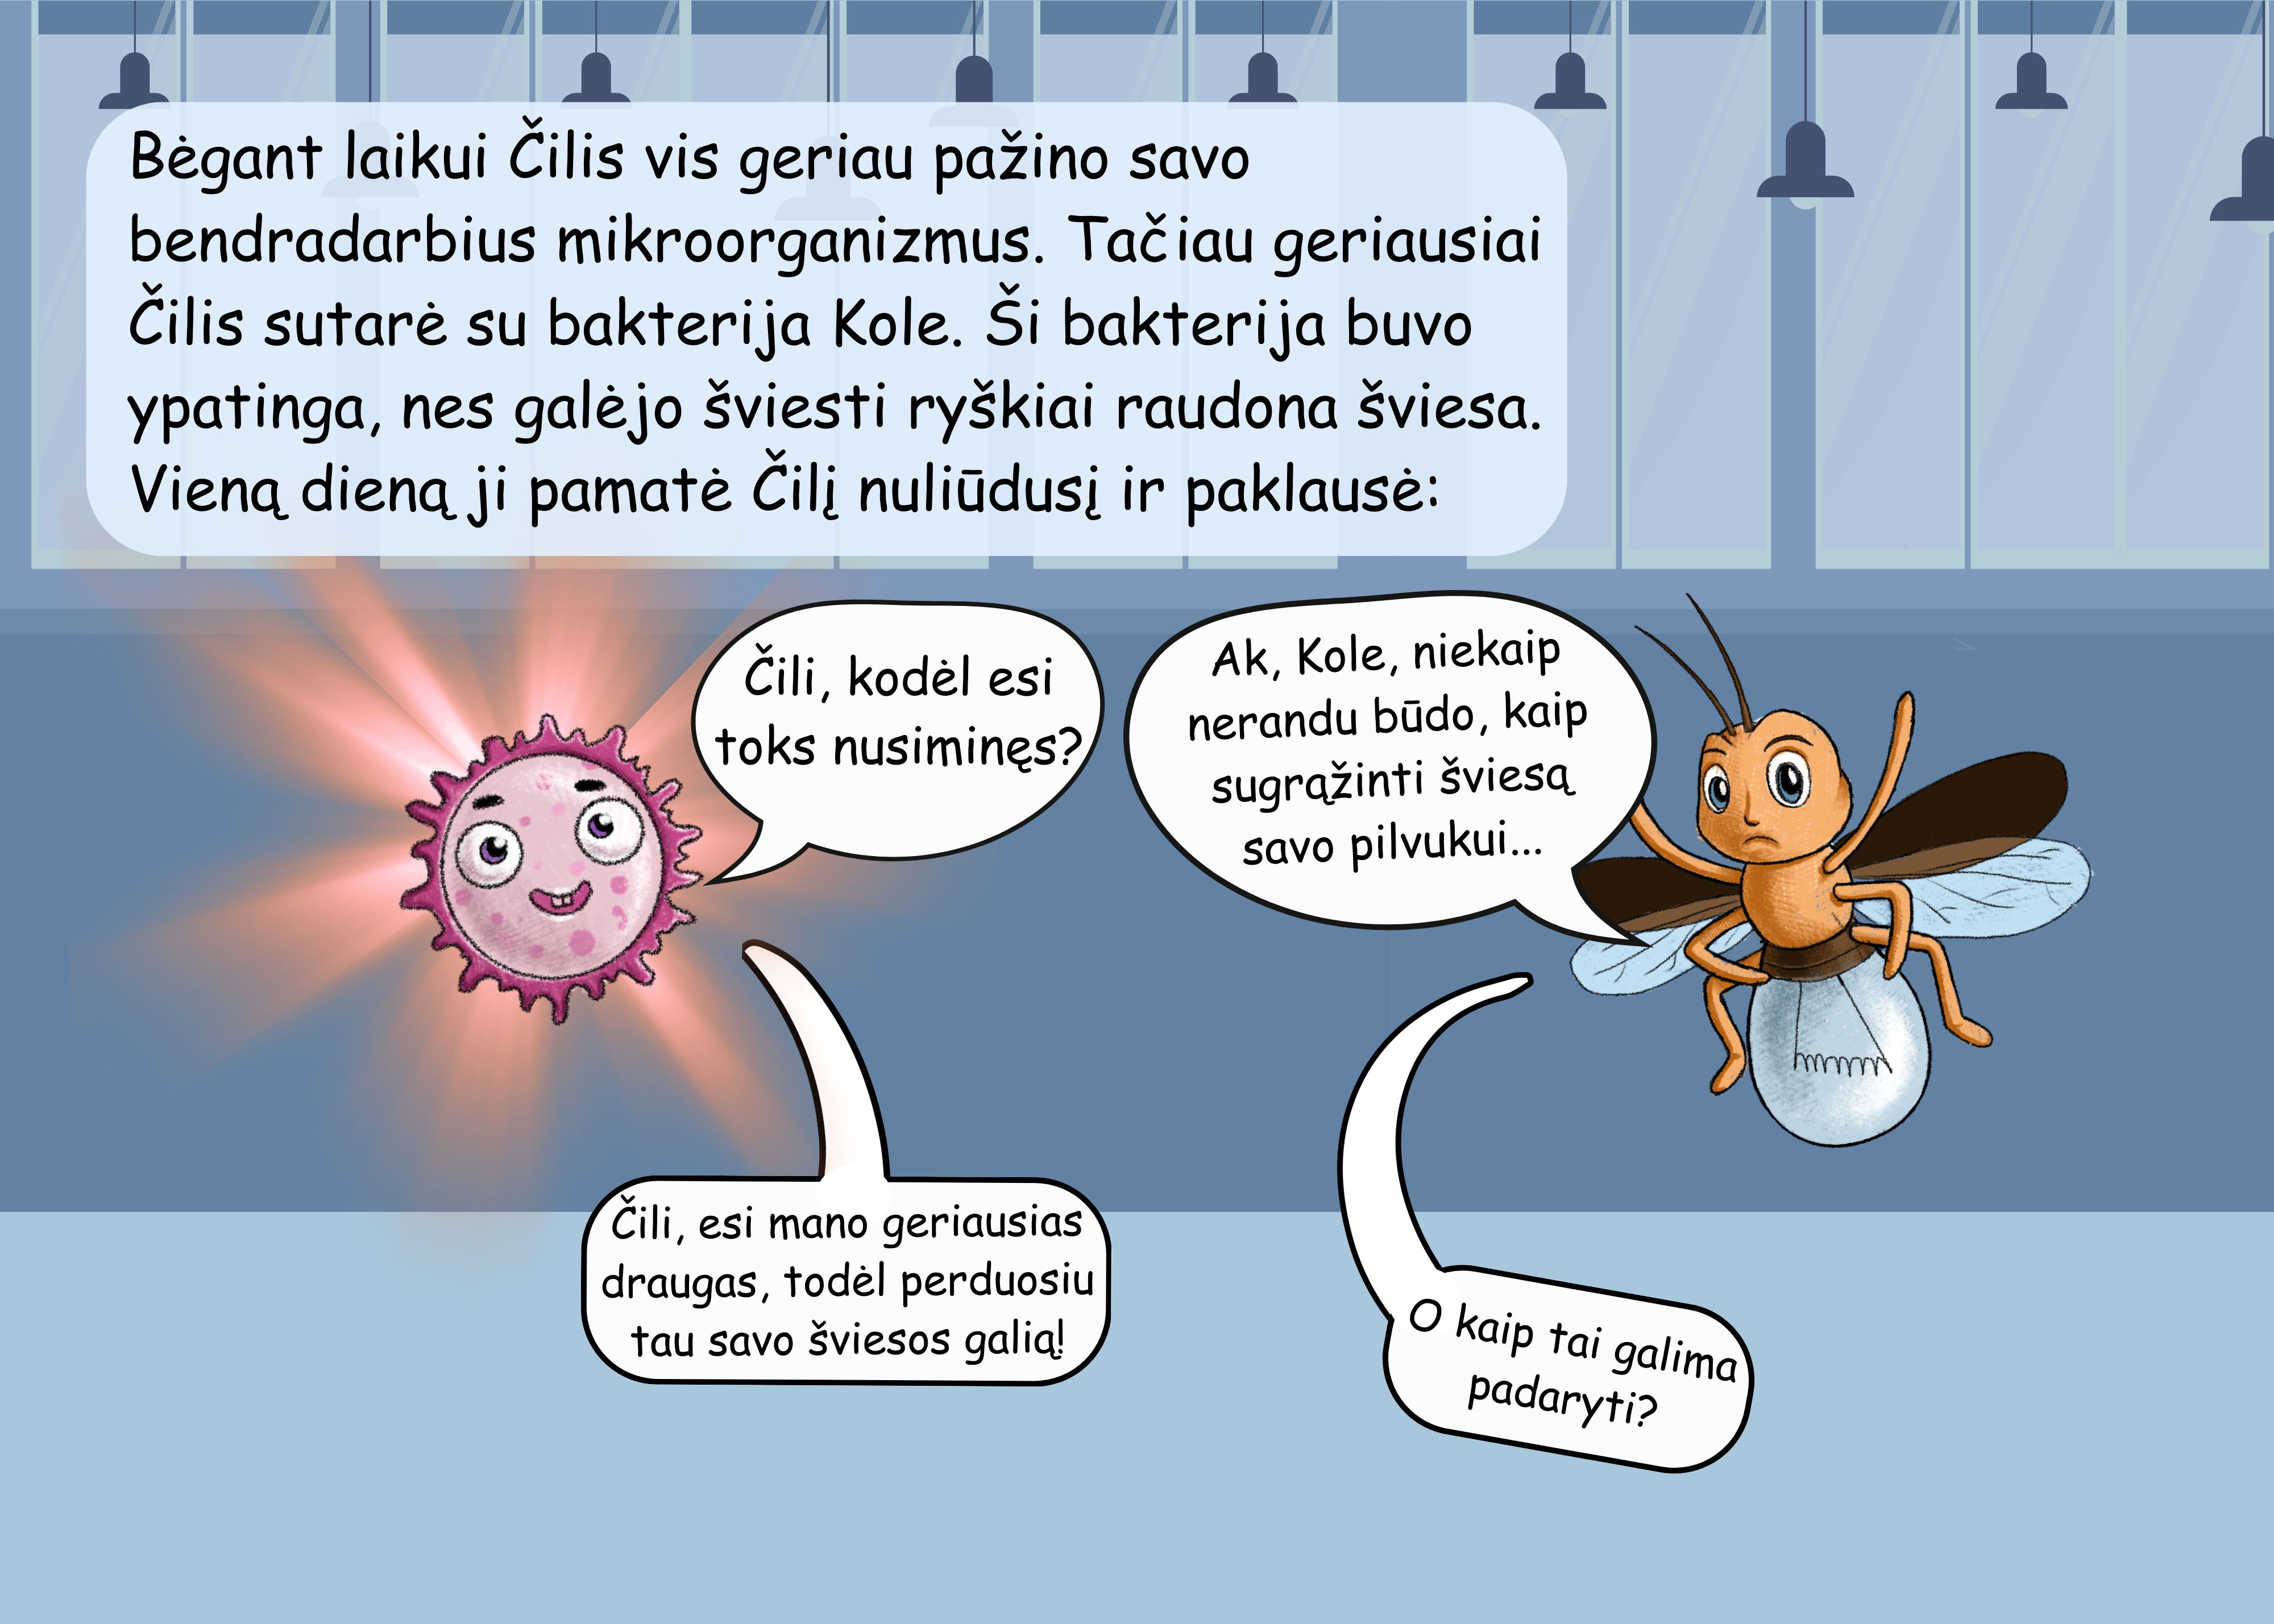 Bėgant laikui Čilis vis geriau pažino savo
bendradarbius mikroorganizmus. Tačiau geriausiai
Čilis sutarė su bakterija Kole. Ši bakterija buvo
ypatinga, nes galėjo šviesti ryškiai raudona šviesa.
Vieną dieną ji pamatė Čilį nuliūdusį ir paklausė:
Čili, kodėl esi
toks nusiminęs?
Ak, Kole, niekaip
nerandu būdo, kaip
sugrąžinti šviesą
savo pilvukui...
Čili, esi mano geriausias
draugas, todėl perduosiu
tau savo šviesos galią!
O kaip tai galima
padaryti?